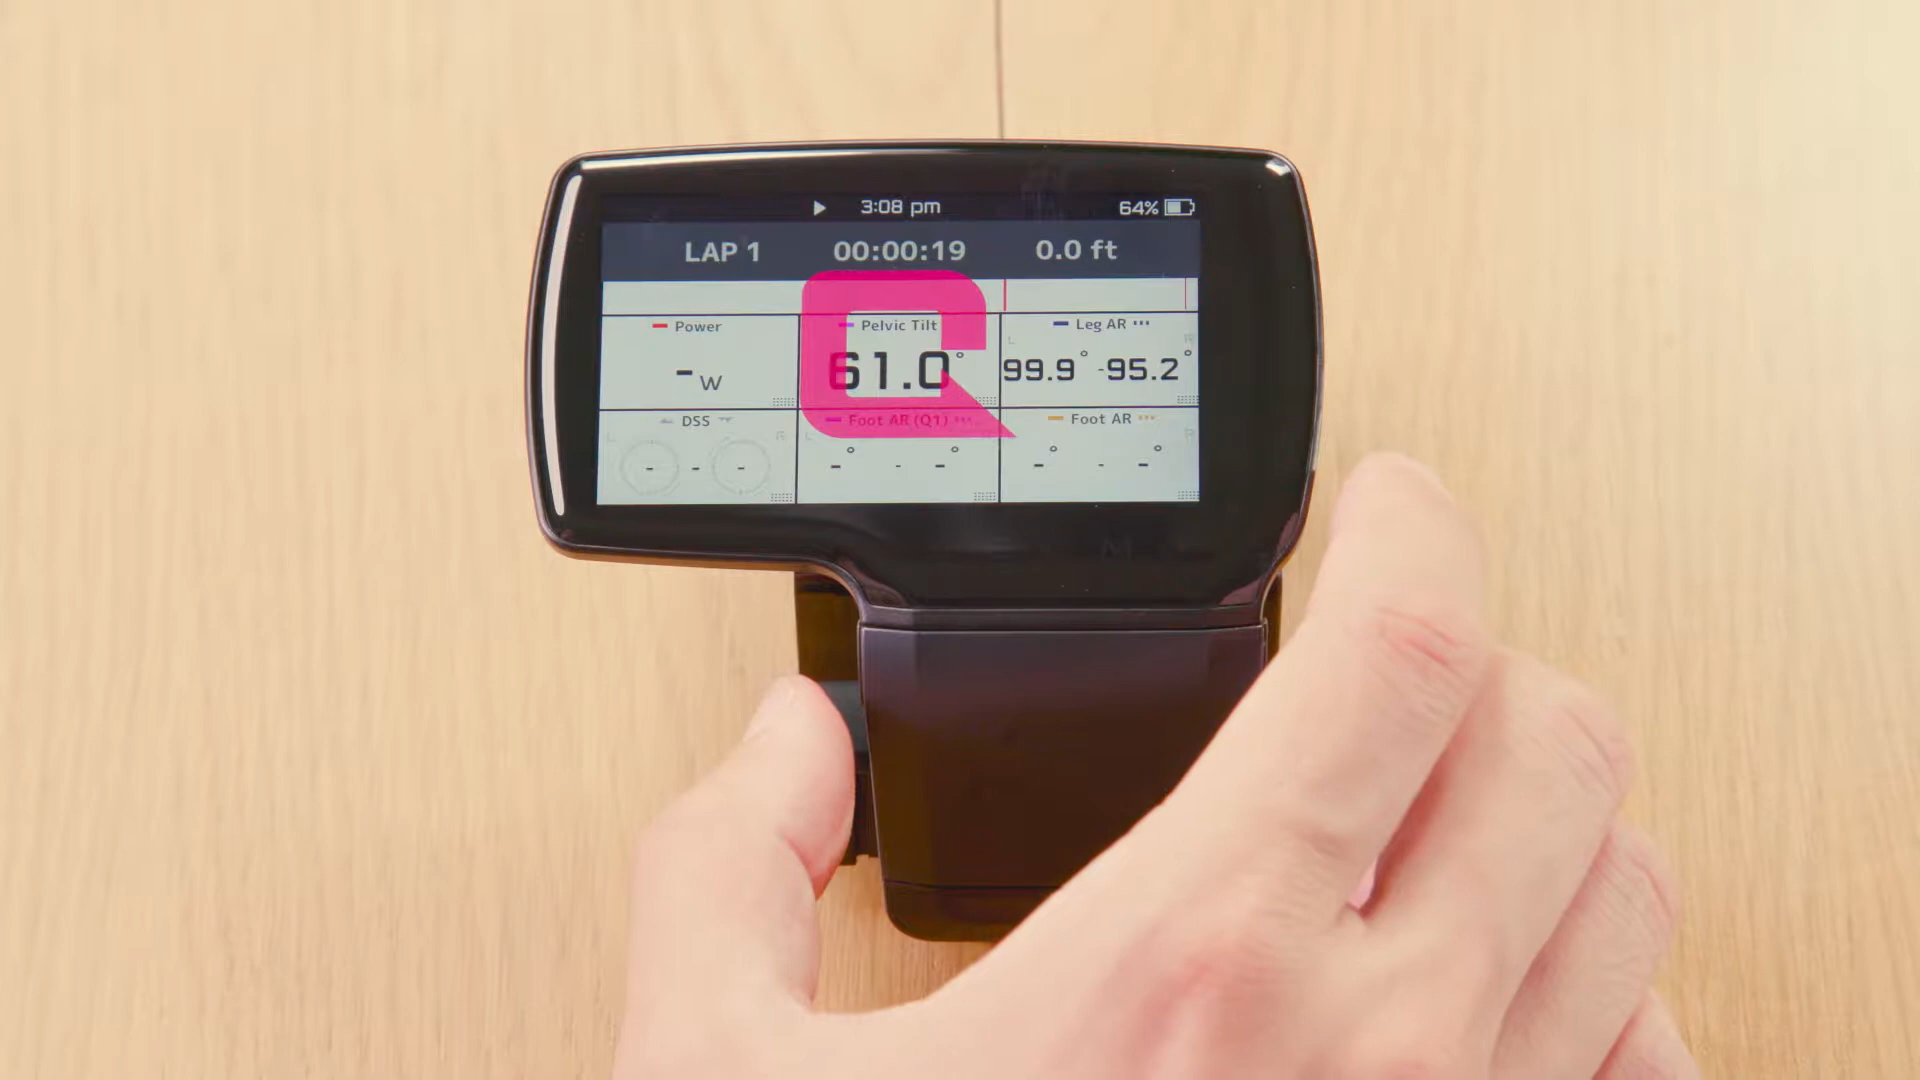 3:08 pm 64%
LAP 1 00:00:19 0.0 ft
Power Pelvic Tilt Leg AR
L R
- W 61.0° 99.9° -95.2°
DSS Foot AR (Q1) Foot AR
L R L R
- - - -° - -° -° - -°